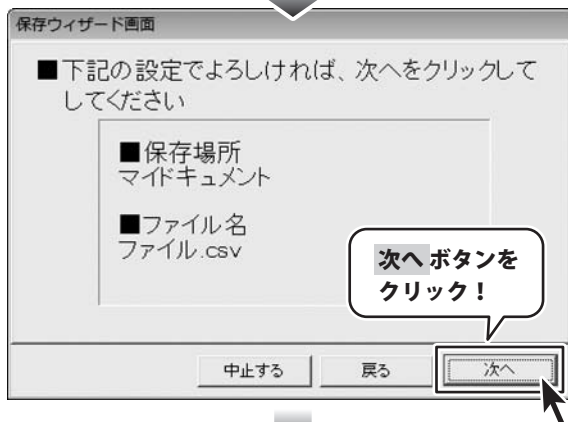 保存ウィザード画面
■下記の設定でよろしければ、次へをクリックして
してください
■保存場所
マイドキュメント
■ファイル名
ファイル.csv
次へボタンを
クリック！
中止する
戻る
次へ